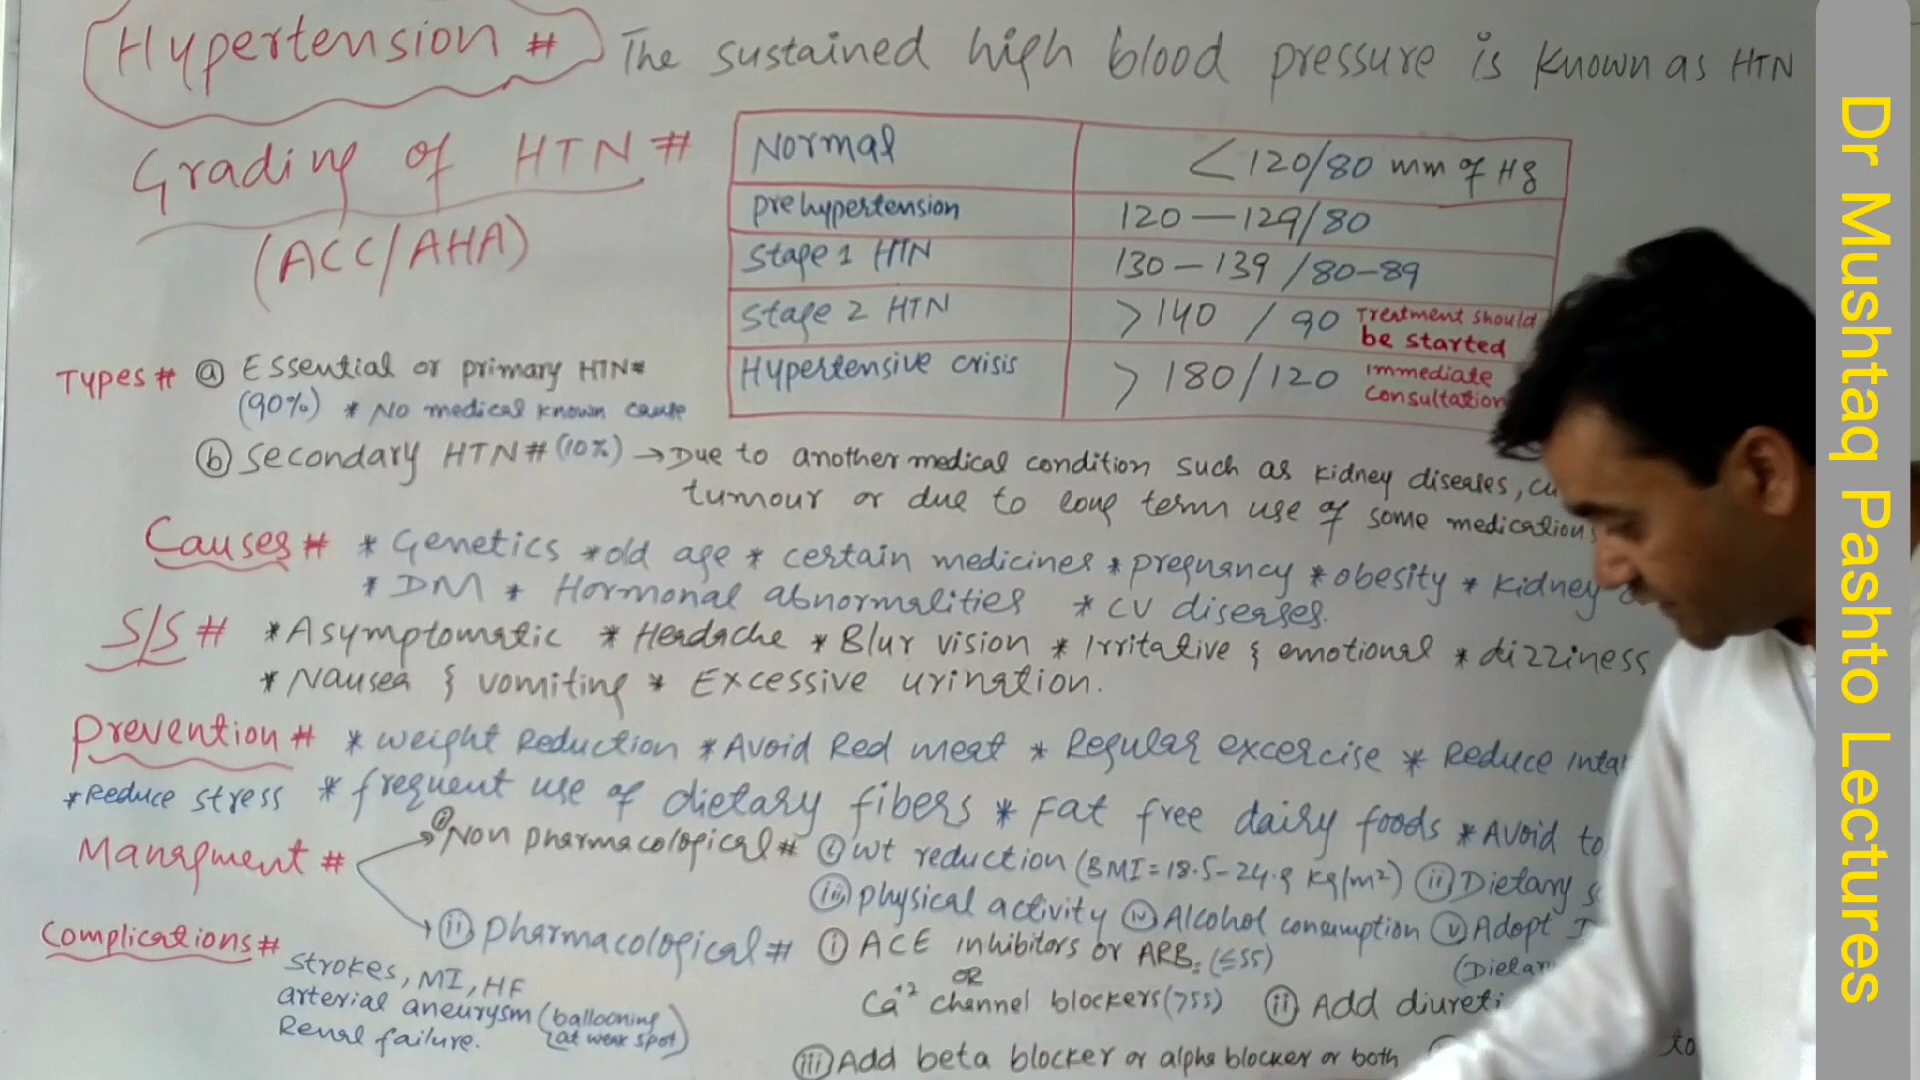 Hypertension # The sustained high blood pressure is known as HTN
Grading of HTN #
(ACC/AHA)
Normal <120/80 mm of Hg
prehypertension 120—129/80
Stage 1 HTN 130—139/80-89
Stage 2 HTN >140/90 Treatment should be started
Hypertensive crisis >180/120 immediate consultation
Types # ⓐ Essential or primary HTN #
(90%) * No medical known cause
ⓑ Secondary HTN # (10%) → Due to another medical condition such as kidney diseases,
tumour or due to long term use of some medications
Causes # * Genetics * old age * certain medicines * pregnancy * obesity * kidney
* DM * Hormonal abnormalities * CV diseases.
S/S # * Asymptomatic * Headache * Blur vision * Irritative & emotional * dizziness
* Nausea & vomiting * Excessive urination.
Prevention # * weight Reduction * Avoid Red meat * Regular excercise * Reduce
* Reduce stress * frequent use of dietary fibers * Fat free dairy foods * Avoid
Managment # ⓘ Non pharmacological # ⓘ wt reduction (BMI = 18.5-24.9 kg/m²) ⓘⓘ Dietary
(iii) physical activity (iv) Alcohol consumption (v) Adopt
(ii) pharmacological # (i) ACE inhibitors or ARBs (≤55)
OR
Ca+2 channel blockers (>55) (ii) Add
(iii) Add beta blocker or alpha blocker or both
to
Complications # strokes, MI, HF
arterial aneurysm (ballooning at weak spot)
Renal failure.
Dr Mushtaq Pashto Lectures